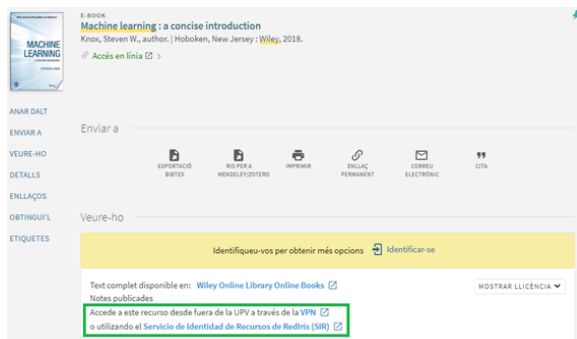 E-BOOK
Machine learning : a concise introduction
Knox, Steven W., author. | Hoboken, New Jersey : Wiley, 2018.
Accés en línia >
MACHINE
LEARNING
ANAR DALT
ENVIAR A
VEURE-HO
DETALLS
ENLLAÇOS
OBTINGUI'L
ETIQUETES
Enviar a
EXPORTACIÓ
BIBTEX
RIS PER A
MENDELEY/ZOTERO
IMPRIMIR
ENLLAÇ
PERMANENT
CORREU
ELECTRÒNIC
CITA
Veure-ho
Identifiqueu-vos per obtenir més opcions Identificar-se
Text complet disponible en: Wiley Online Library Online Books
MOSTRAR LLICÈNCIA
Notes publicades
Accede a este recurso desde fuera de la UPV a través de la VPN
o utilizando el Servicio de Identidad de Recursos de RedIris (SIR)